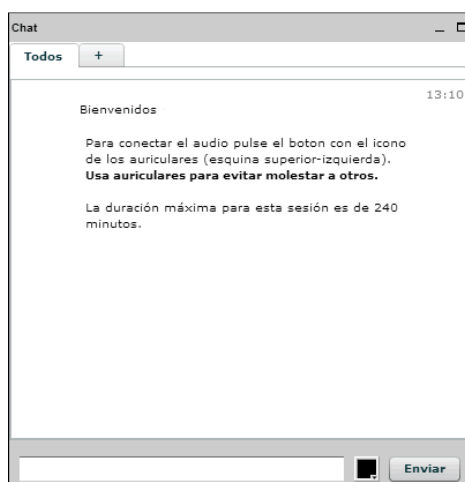 Chat
Todos +
13:10
Bienvenidos
Para conectar el audio pulse el boton con el icono
de los auriculares (esquina superior-izquierda).
Usa auriculares para evitar molestar a otros.
La duración máxima para esta sesión es de 240
minutos.
Enviar